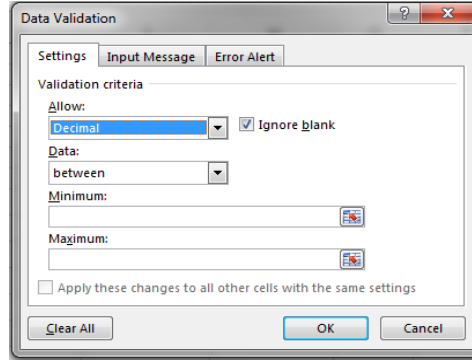 Data Validation
Settings Input Message Error Alert
Validation criteria
Allow:
Decimal Ignore blank
Data:
between
Minimum:
Maximum:
Apply these changes to all other cells with the same settings
Clear All OK Cancel